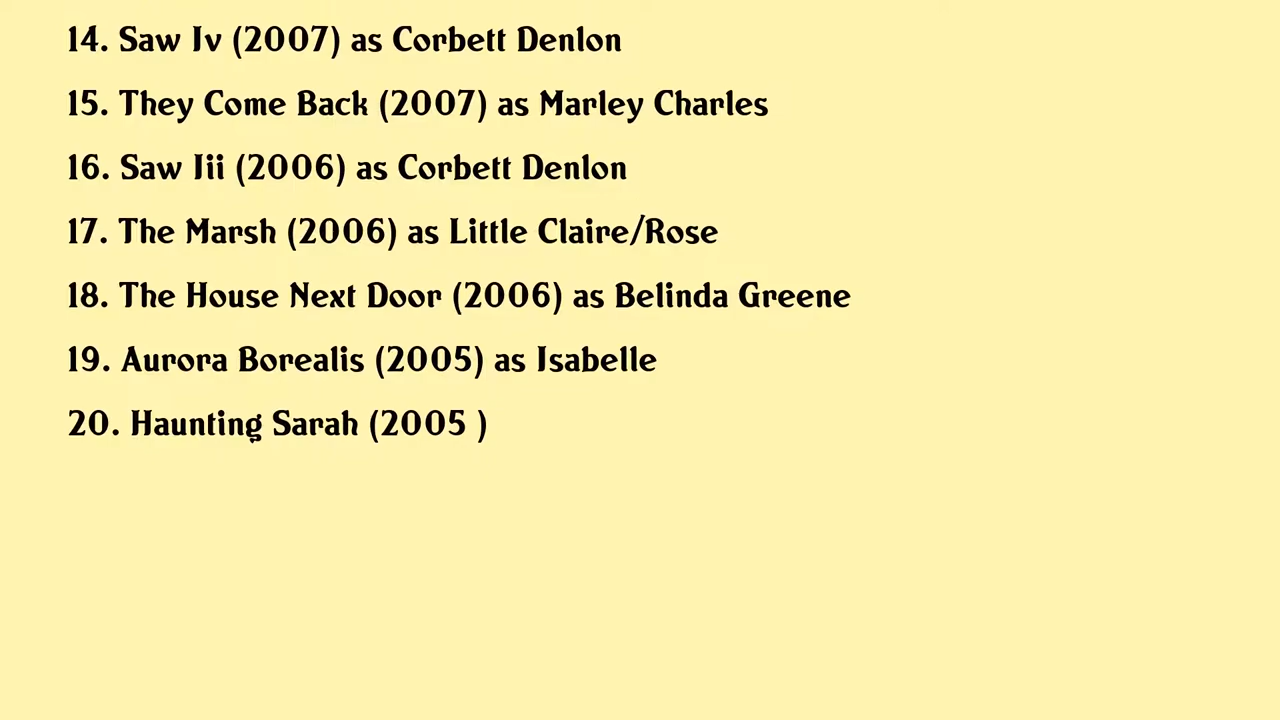 14. Saw Iv (2007) as Corbett Denlon
15. They Come Back (2007) as Marley Charles
16. Saw Iii (2006) as Corbett Denlon
17. The Marsh (2006) as Little Claire/Rose
18. The House Next Door (2006) as Belinda Greene
19. Aurora Borealis (2005) as Isabelle
20. Haunting Sarah (2005 )